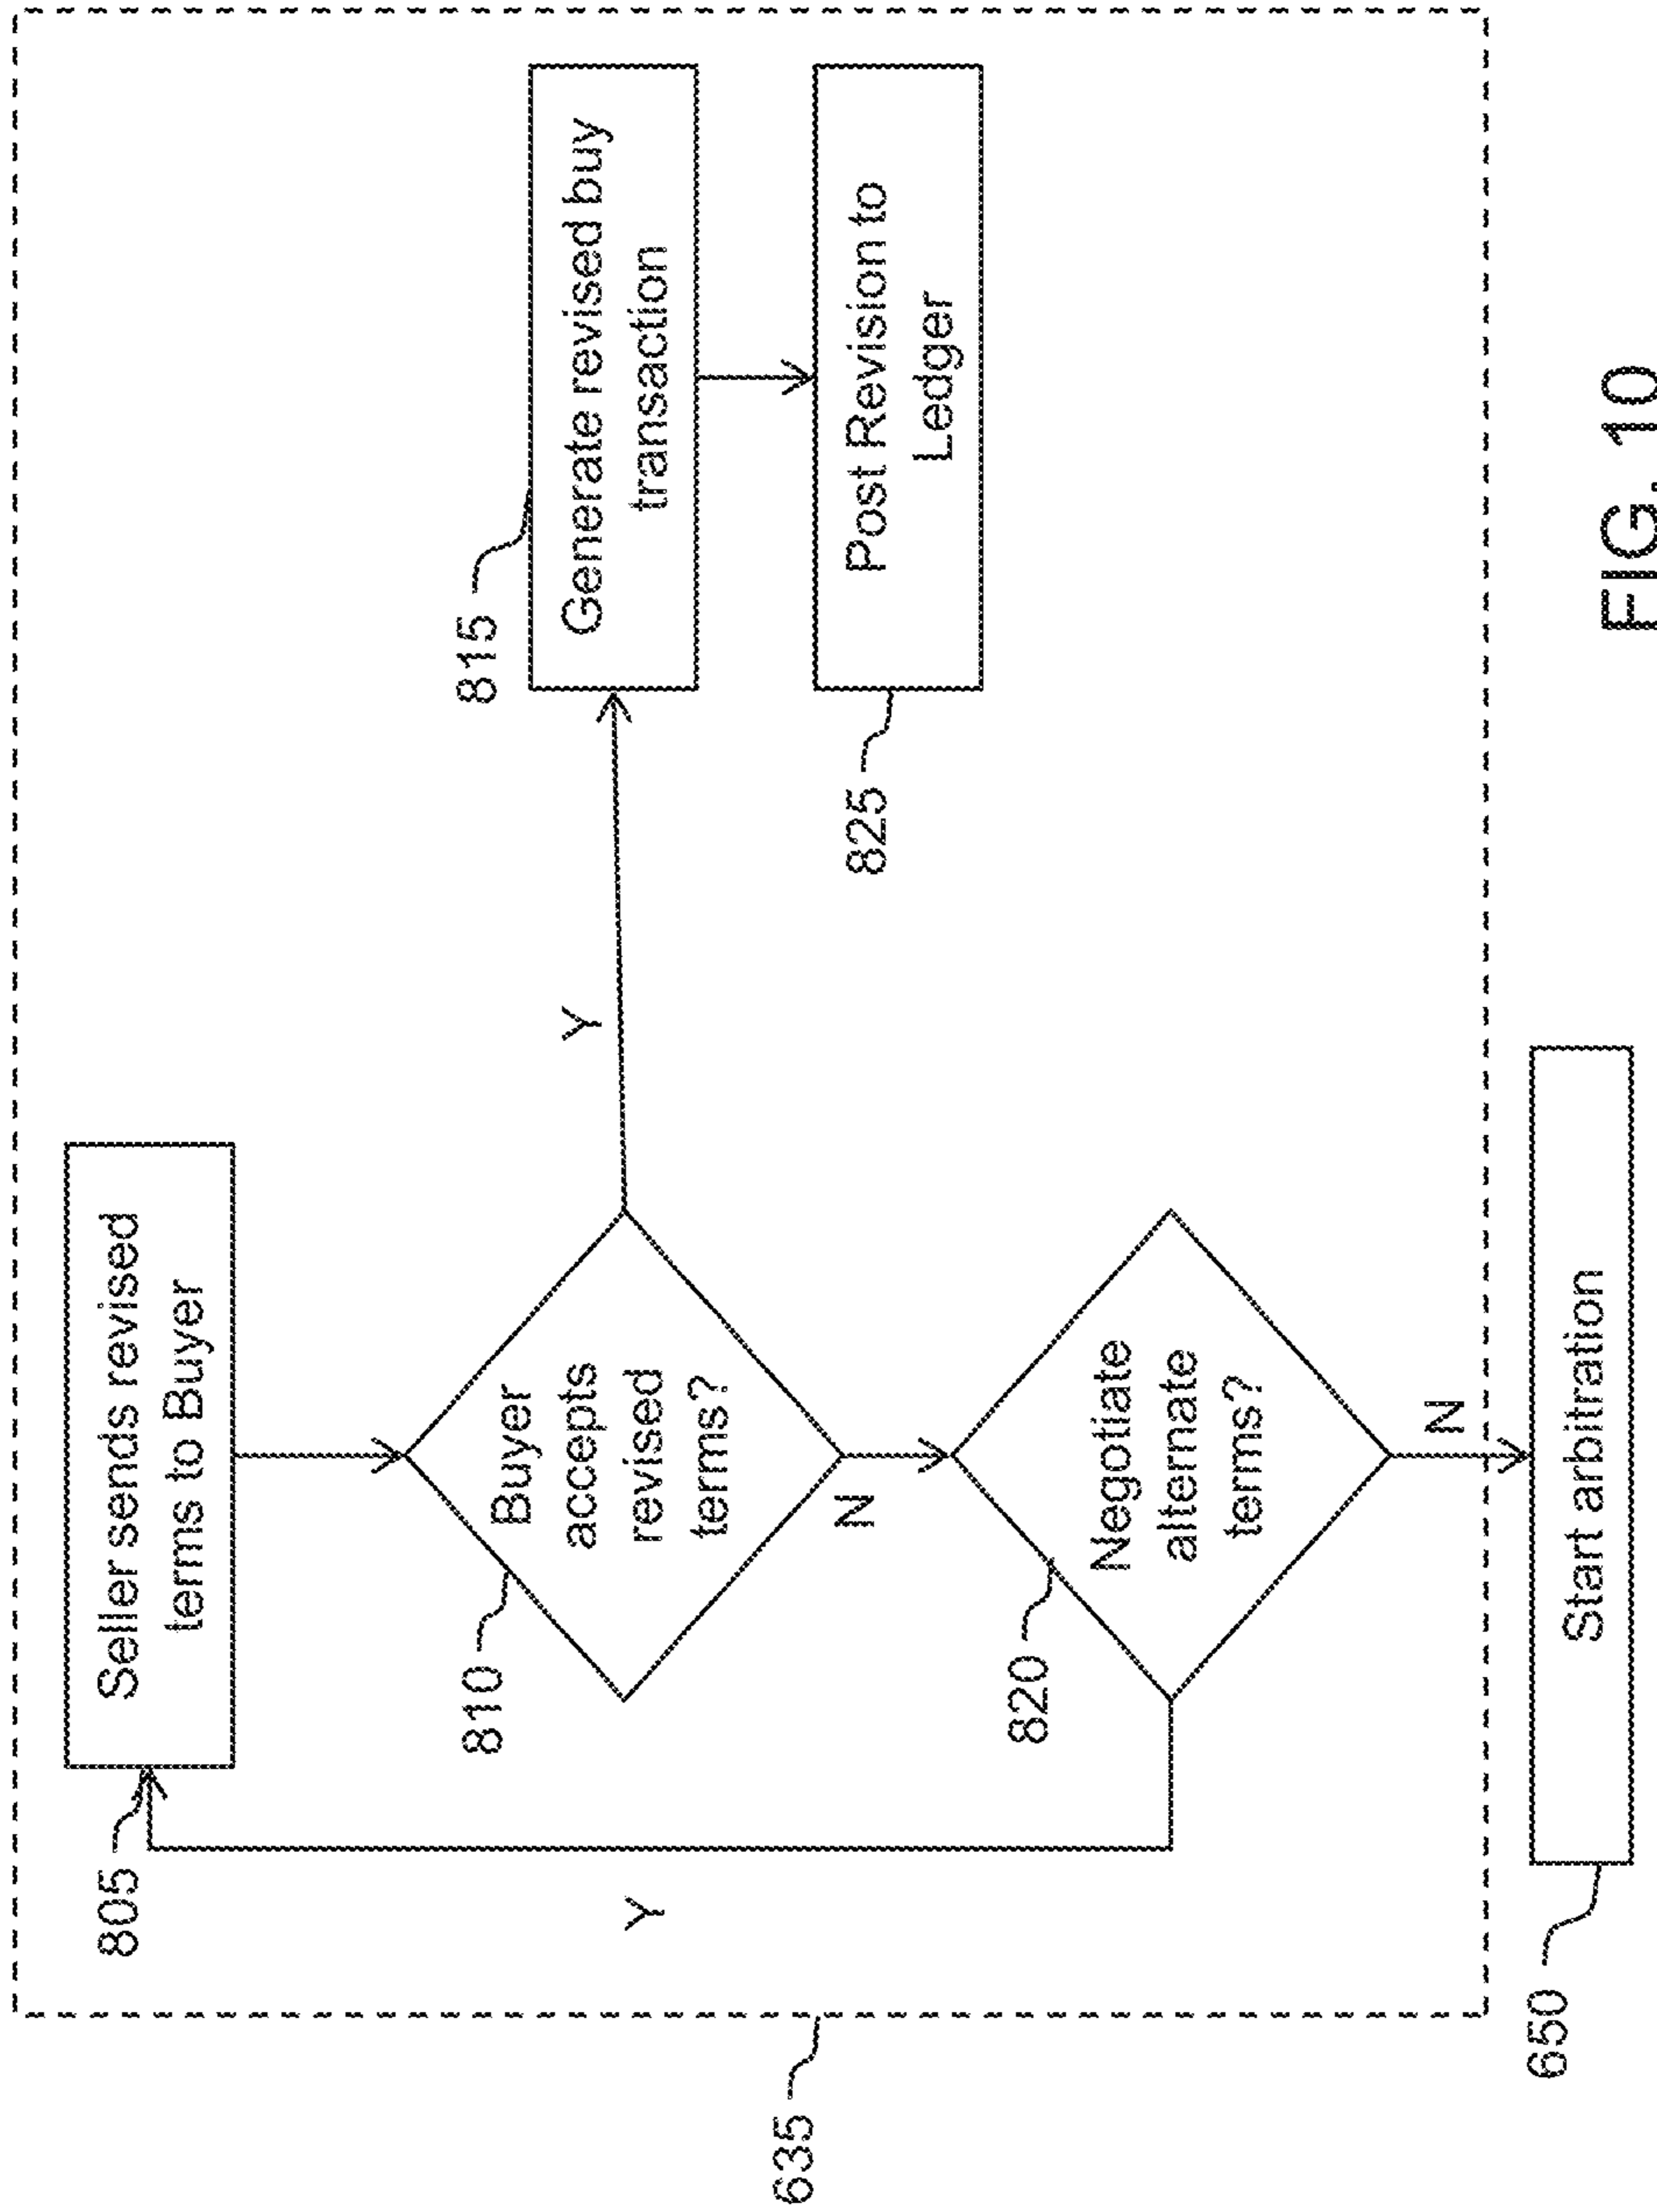 805
Seller sends revised
terms to Buyer
810
Buyer
accepts
revised
terms?
Y
815
Generate revised buy
transaction
825
Post Revision to
Ledger
N
820
Negotiate
alternate
terms?
Y
N
635
650
Start arbitration
FIG. 10